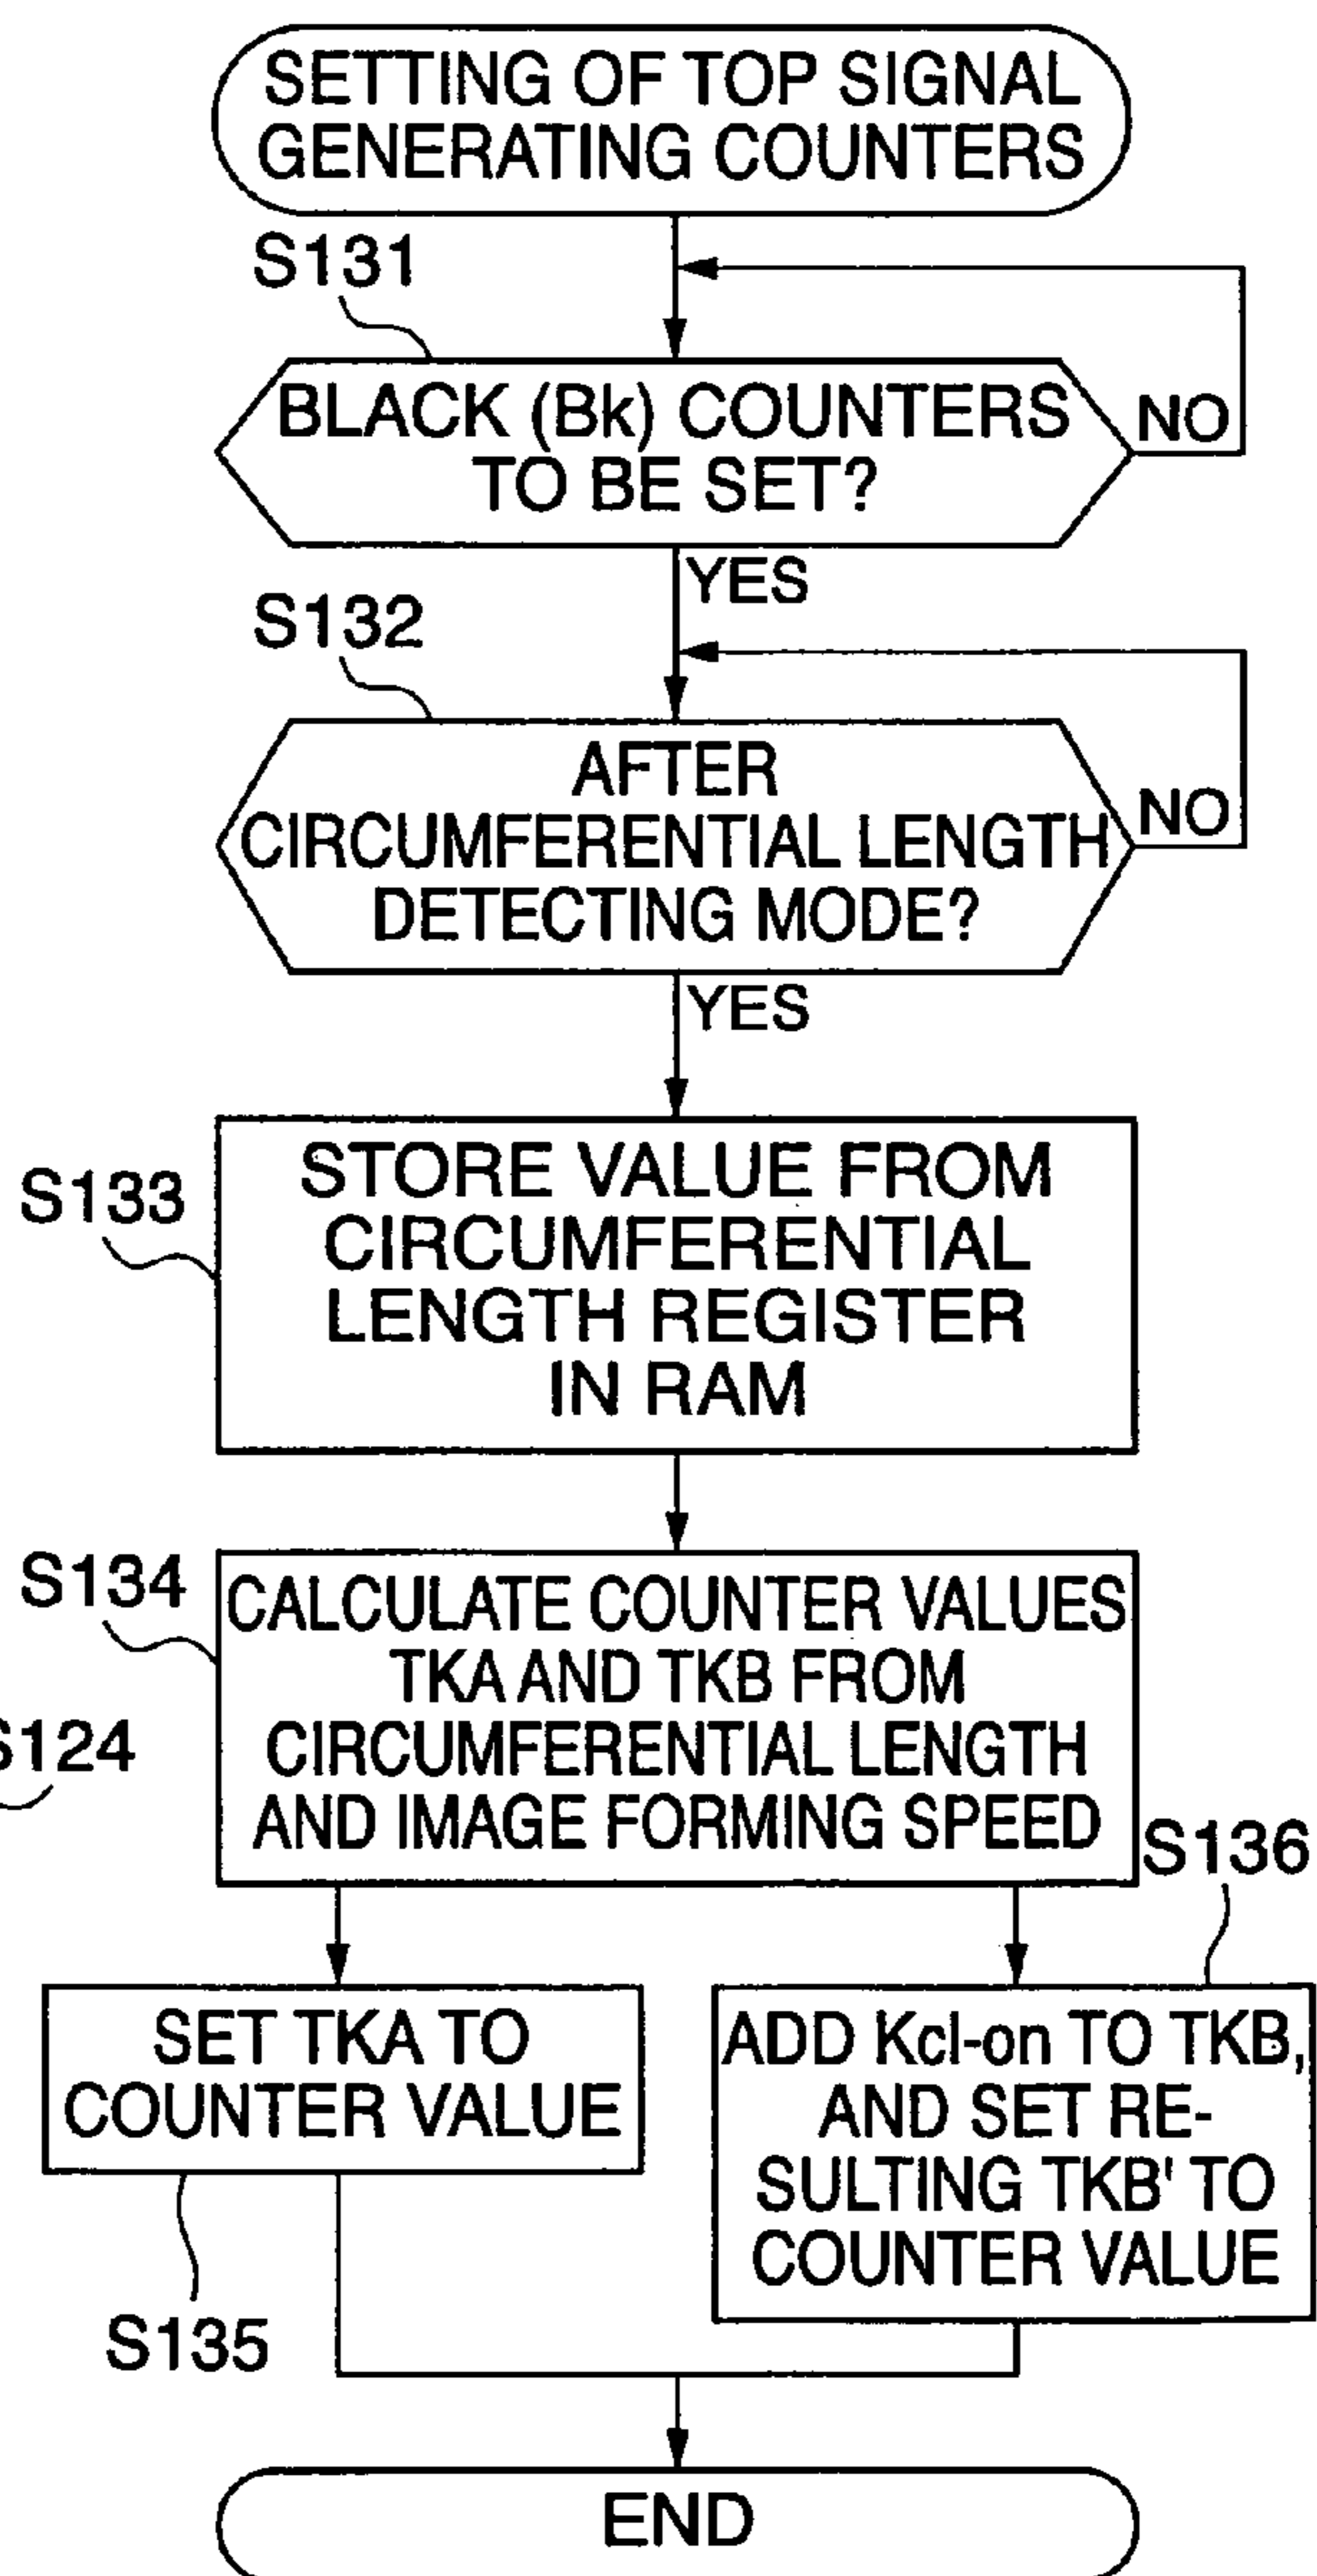 SETTING OF TOP SIGNAL
GENERATING COUNTERS
S131
BLACK (Bk) COUNTERS
TO BE SET?
NO
YES
S132
AFTER
CIRCUMFERENTIAL LENGTH
DETECTING MODE?
NO
YES
S133
STORE VALUE FROM
CIRCUMFERENTIAL
LENGTH REGISTER
IN RAM
S134
CALCULATE COUNTER VALUES
TKA AND TKB FROM
CIRCUMFERENTIAL LENGTH
AND IMAGE FORMING SPEED
S124
S136
SET TKA TO
COUNTER VALUE
S135
ADD Kcl-on TO TKB,
AND SET RE-
SULTING TKB' TO
COUNTER VALUE
END